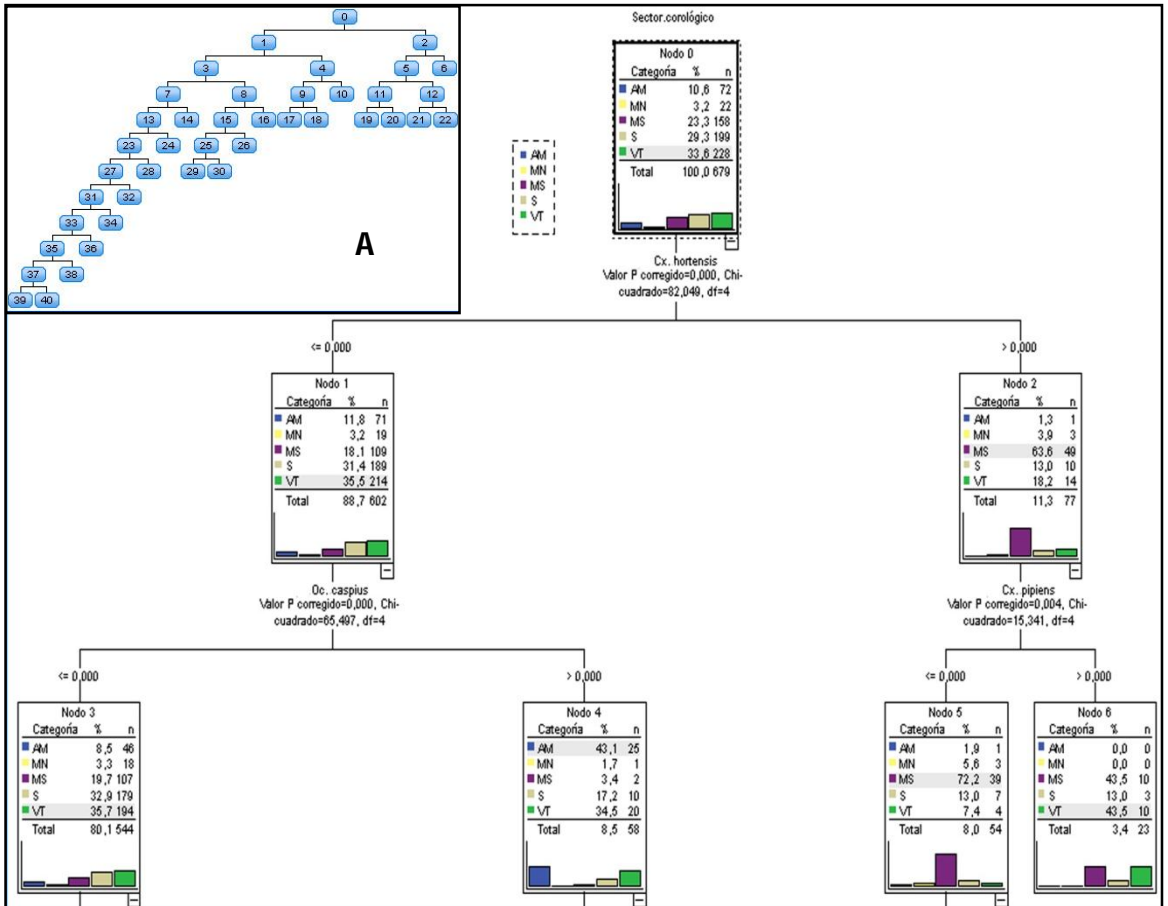 0
1 2
3 4 5 6
7 8 9 10 11 12
13 14 15 16 17 18 19 20 21 22
23 24 25 26
27 28 29 30
31 32
33 34
35 36
37 38
39 40
A
Sector.corológico
Nodo 0
Categoría % n
AM 10,6 72
MN 3,2 22
MS 23,3 158
S 29,3 199
VT 33,6 228
Total 100,0 679
AM
MN
MS
S
VT
Cx. hortensis
Valor P corregido=0,000, Chi-
cuadrado=82,049, df=4
<= 0,000
> 0,000
Nodo 1
Categoría % n
AM 11,8 71
MN 3,2 19
MS 18,1 109
S 31,4 189
VT 35,5 214
Total 88,7 602
Nodo 2
Categoría % n
AM 1,3 1
MN 3,9 3
MS 63,6 49
S 13,0 10
VT 18,2 14
Total 11,3 77
Oc. caspius
Valor P corregido=0,000, Chi-
cuadrado=65,497, df=4
Cx. pipiens
Valor P corregido=0,004, Chi-
cuadrado=15,341, df=4
<= 0,000
> 0,000
<= 0,000
> 0,000
Nodo 3
Categoría % n
AM 8,5 46
MN 3,3 18
MS 19,7 107
S 32,9 179
VT 35,7 194
Total 80,1 544
Nodo 4
Categoría % n
AM 43,1 25
MN 1,7 1
MS 3,4 2
S 17,2 10
VT 34,5 20
Total 8,5 58
Nodo 5
Categoría % n
AM 1,9 1
MN 5,6 3
MS 72,2 39
S 13,0 7
VT 7,4 4
Total 8,0 54
Nodo 6
Categoría % n
AM 0,0 0
MN 0,0 0
MS 43,5 10
S 13,0 3
VT 43,5 10
Total 3,4 23